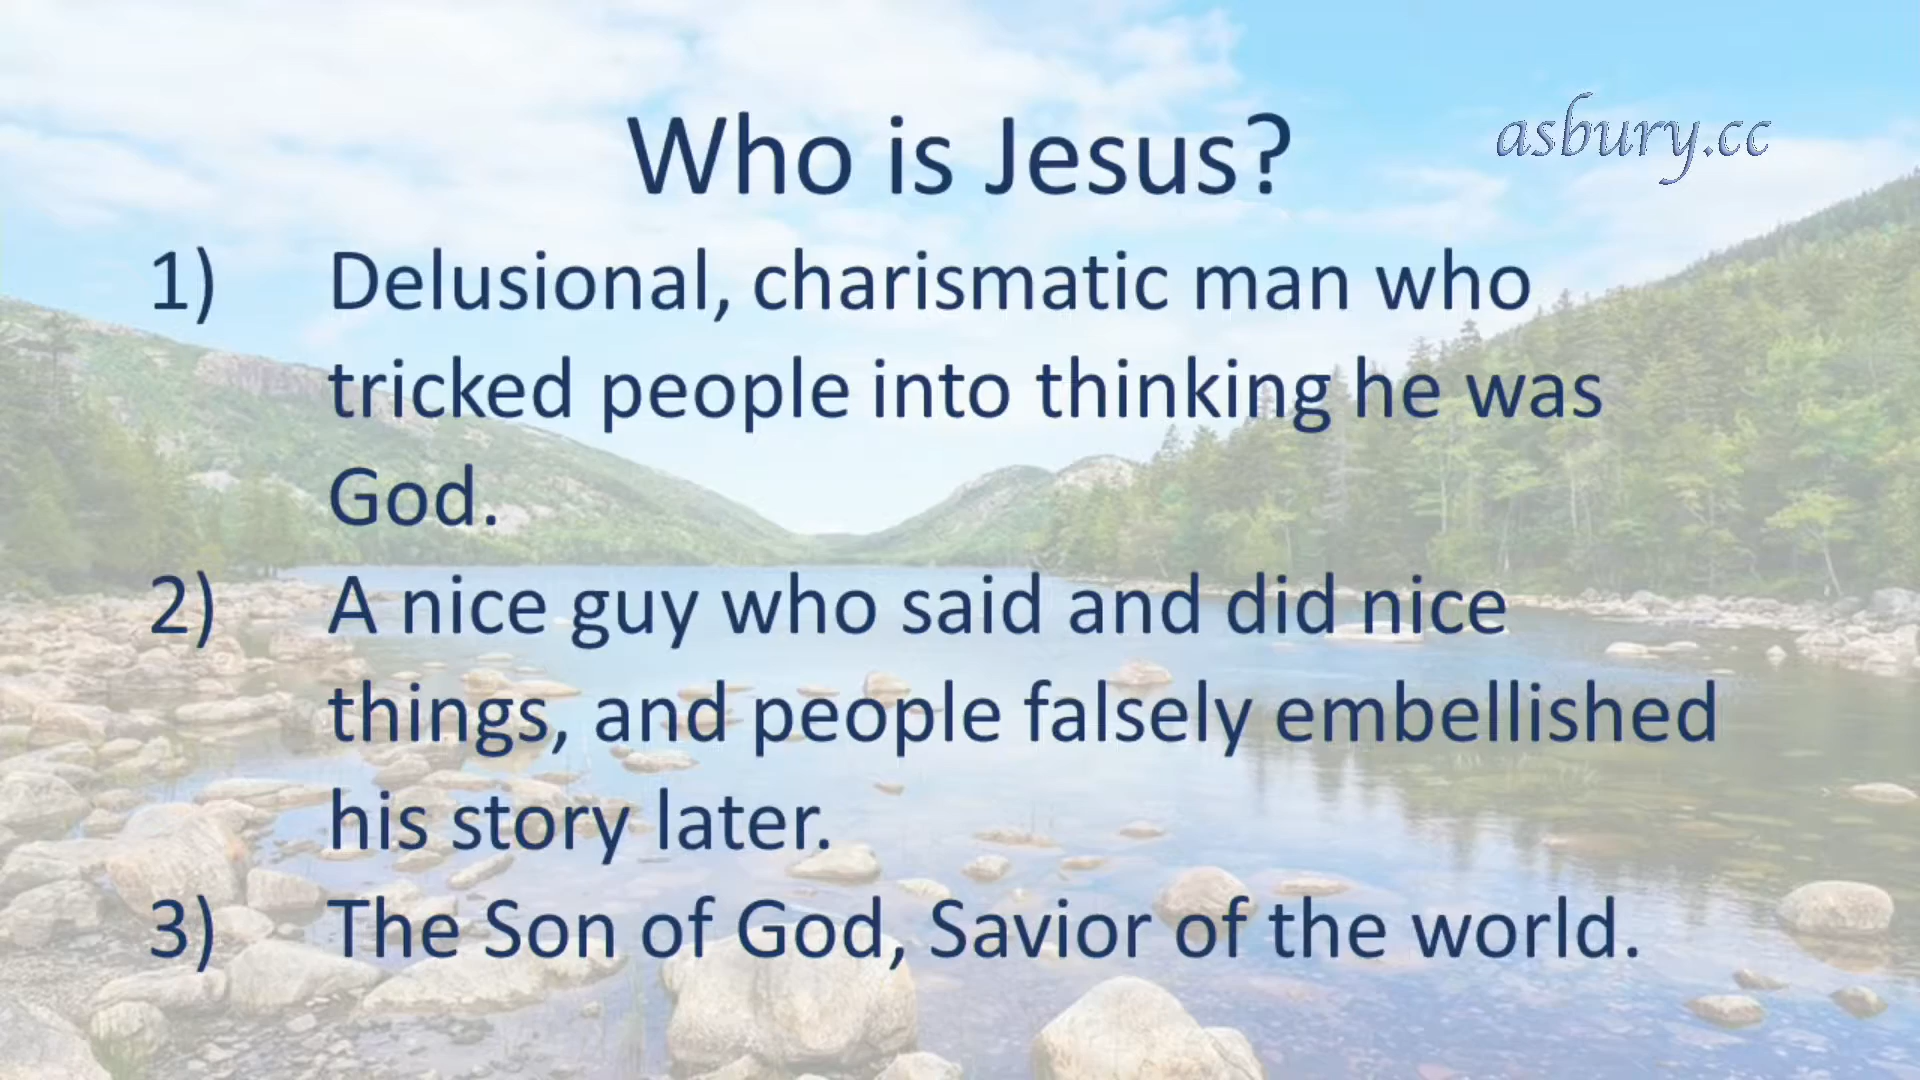 Who is Jesus?
asbury.cc
1) Delusional, charismatic man who
tricked people into thinking he was
God.
2) A nice guy who said and did nice
things, and people falsely embellished
his story later.
3) The Son of God, Savior of the world.